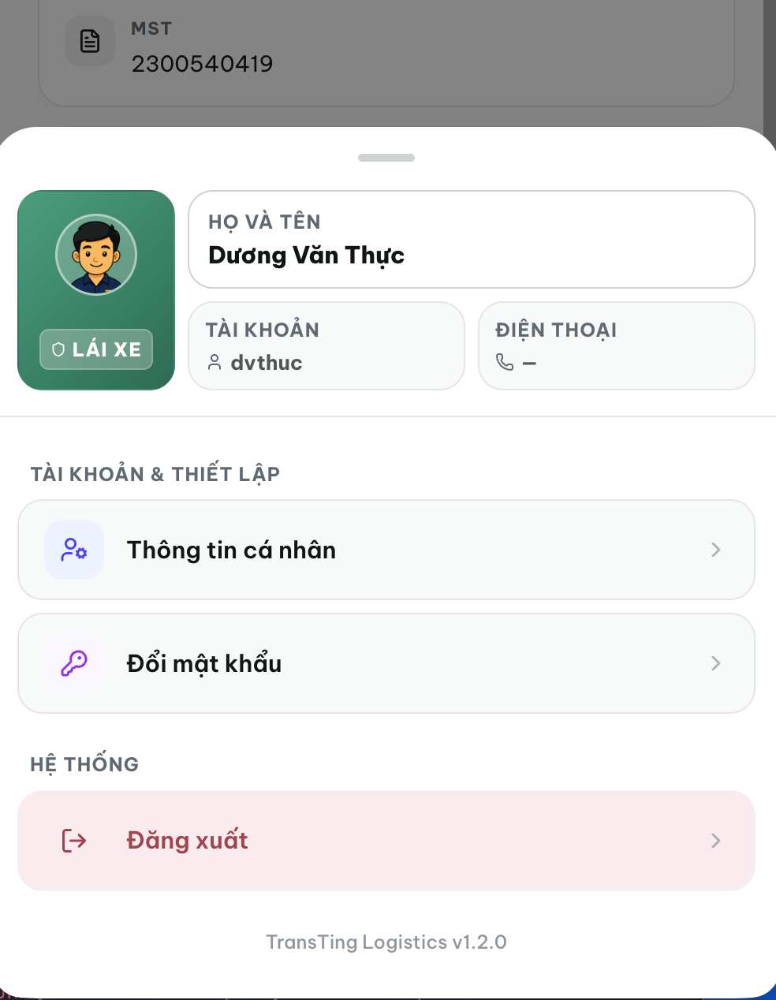 MST
2300540419
HỌ VÀ TÊN
Dương Văn Thực
LÁI XE
TÀI KHOẢN
dvthuc
ĐIỆN THOẠI
—
TÀI KHOẢN & THIẾT LẬP
Thông tin cá nhân
Đổi mật khẩu
HỆ THỐNG
Đăng xuất
TransTing Logistics v1.2.0